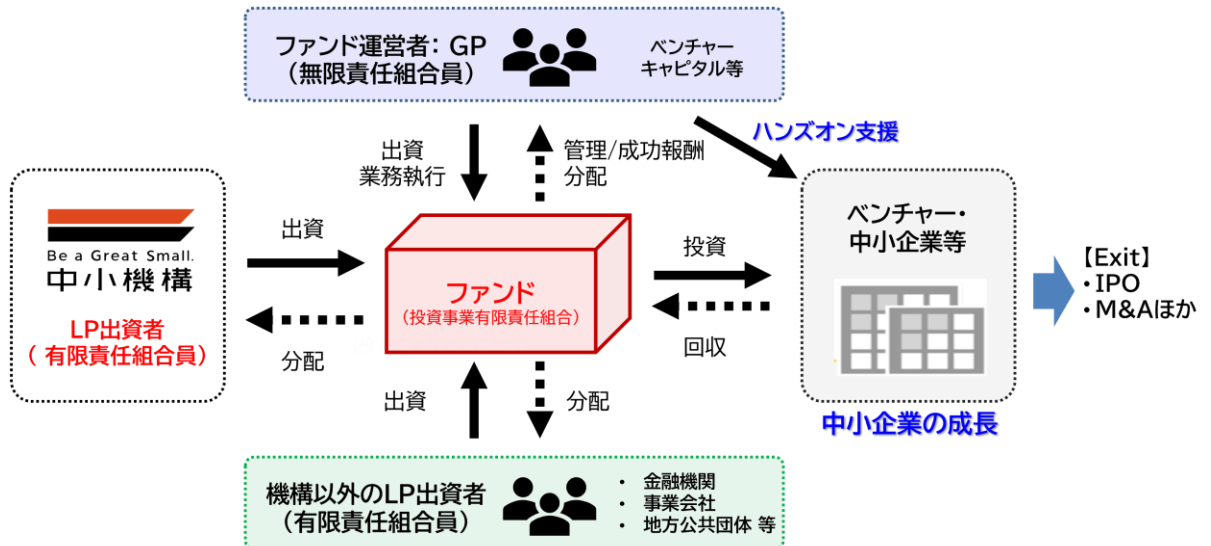 ファンド運営者： GP
（無限責任組合員）
ベンチャー
キャピタル等
ハンズオン支援
出資
業務執行
管理/成功報酬
分配
Be a Great Small.
中小機構
LP出資者
（ 有限責任組合員）
出資
分配
ファンド
（投資事業有限責任組合）
投資
回収
ベンチャー・
中小企業等
中小企業の成長
【Exit】
・IPO
・M&Aほか
出資
分配
機構以外のLP出資者
（有限責任組合員）
・ 金融機関
・ 事業会社
・ 地方公共団体 等